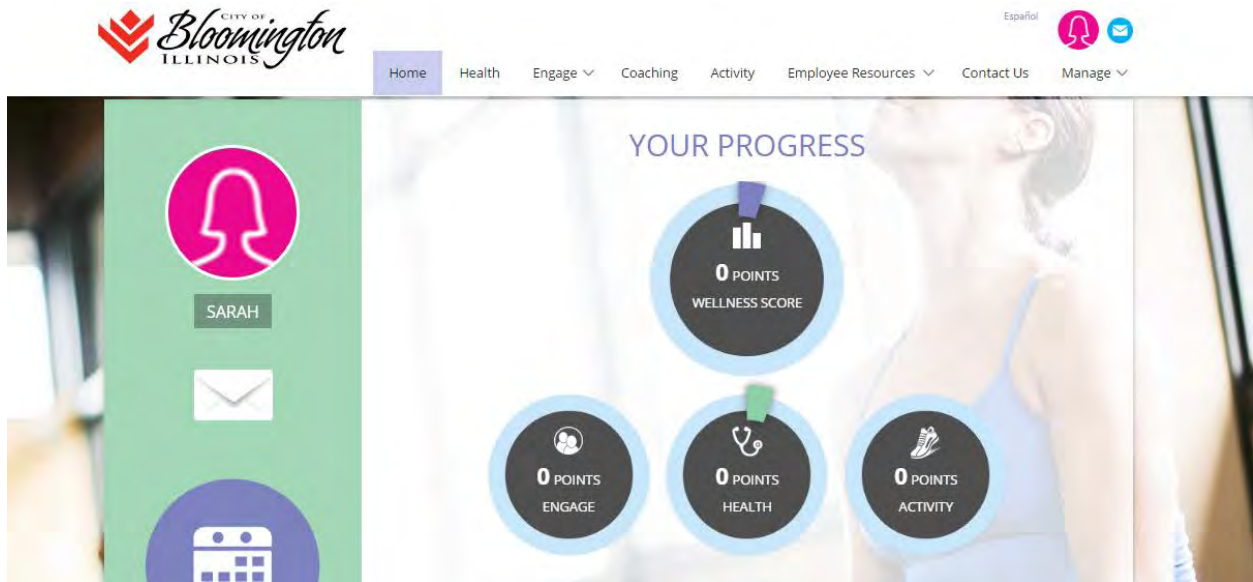 CITY OF
Bloomington
ILLINOIS
Español
Home Health Engage Coaching Activity Employee Resources Contact Us Manage
YOUR PROGRESS
SARAH
0 POINTS
WELLNESS SCORE
0 POINTS
ENGAGE
0 POINTS
HEALTH
0 POINTS
ACTIVITY